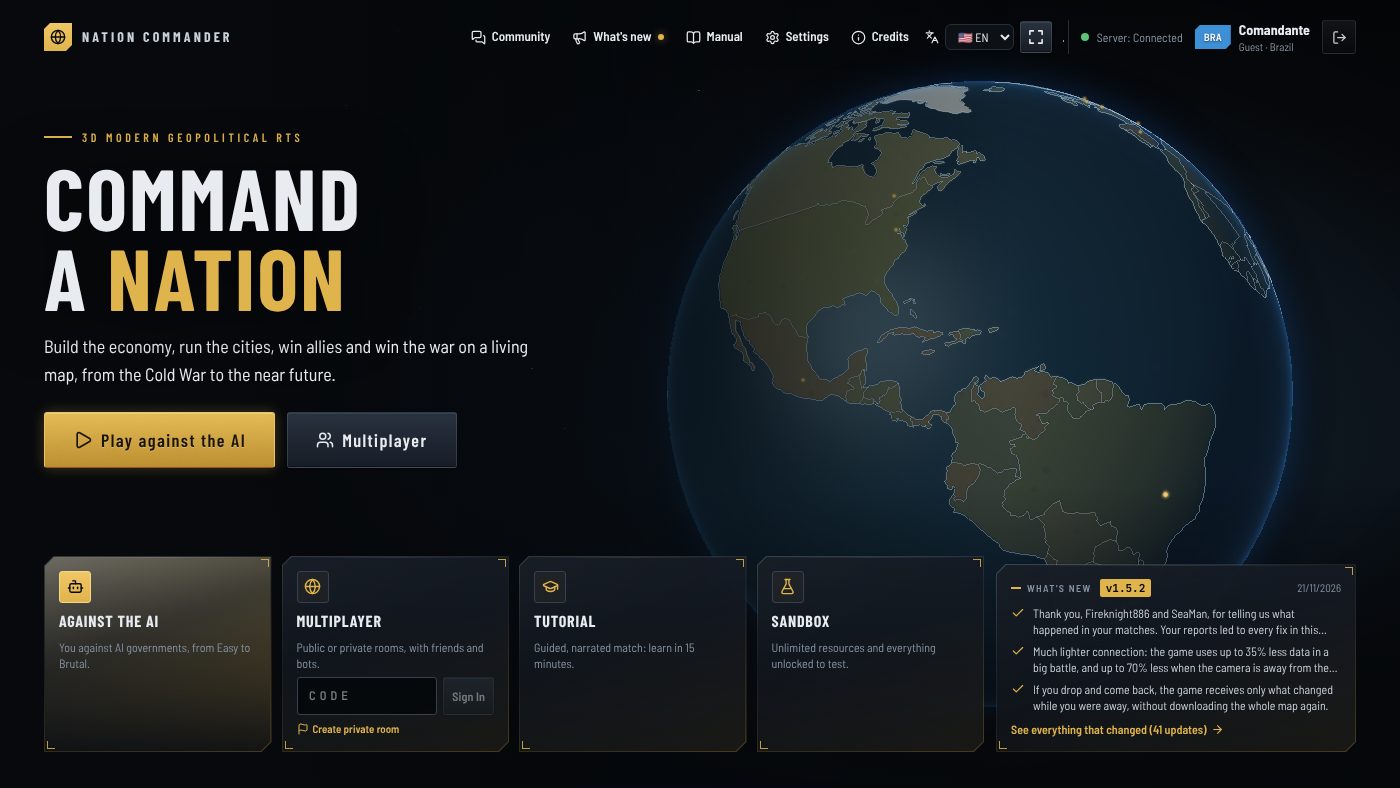 NATION COMMANDER
Community
What's new
Manual
Settings
Credits
EN
Server: Connected
BRA
Comandante
Guest · Brazil
3D MODERN GEOPOLITICAL RTS
COMMAND
A NATION
Build the economy, run the cities, win allies and win the war on a living
map, from the Cold War to the near future.
Play against the AI
Multiplayer
AGAINST THE AI
You against AI governments, from Easy to
Brutal.
MULTIPLAYER
Public or private rooms, with friends and
bots.
CODE
Sign In
Create private room
TUTORIAL
Guided, narrated match: learn in 15
minutes.
SANDBOX
Unlimited resources and everything
unlocked to test.
WHAT'S NEW
v1.5.2
21/11/2026
Thank you, Fireknight886 and SeaMan, for telling us what
happened in your matches. Your reports led to every fix in this...
Much lighter connection: the game uses up to 35% less data in a
big battle, and up to 70% less when the camera is away from the...
If you drop and come back, the game receives only what changed
while you were away, without downloading the whole map again.
See everything that changed (41 updates) →